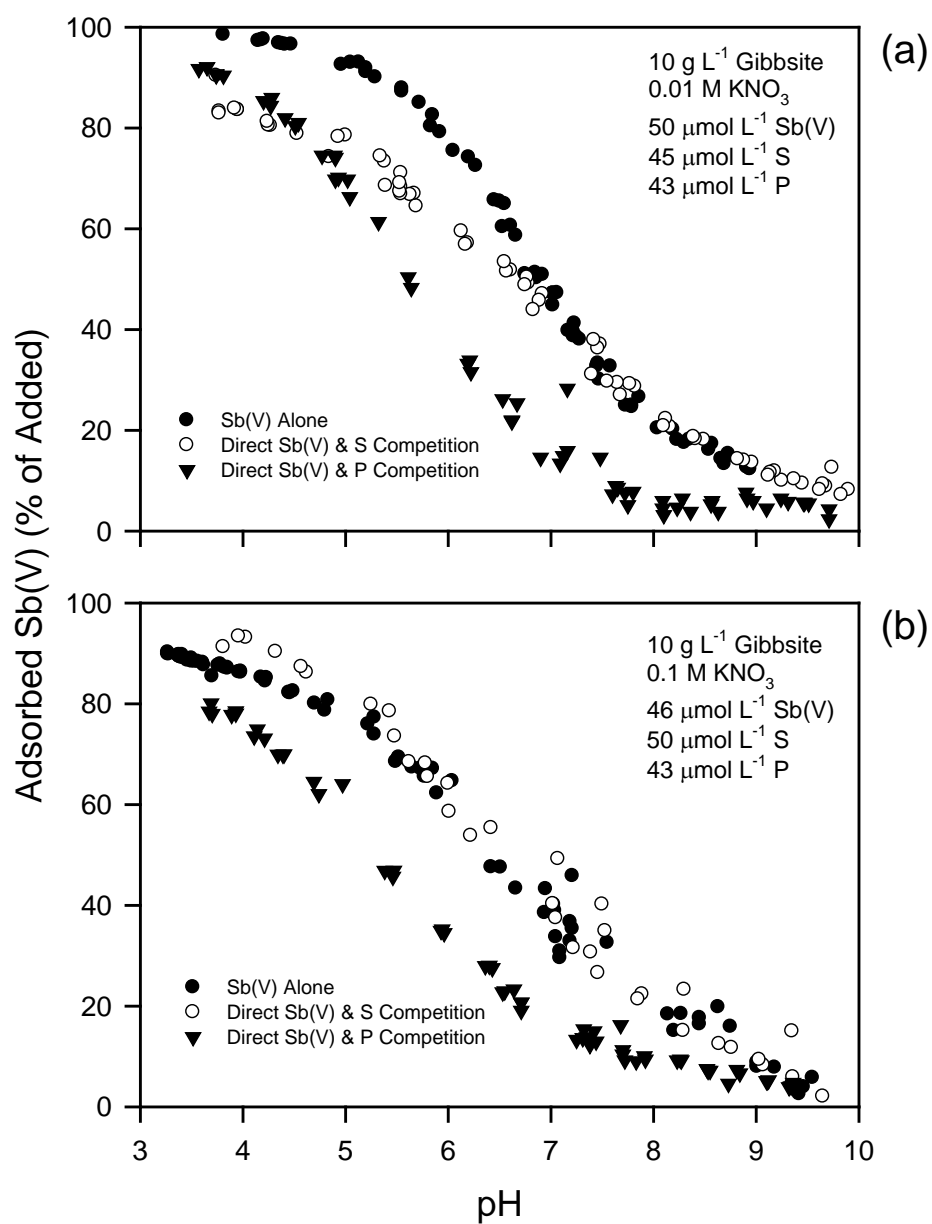 (a)
10 g L⁻¹ Gibbsite
0.01 M KNO₃
50 μmol L⁻¹ Sb(V)
45 μmol L⁻¹ S
43 μmol L⁻¹ P
100
80
60
40
20
0
Sb(V) Alone
Direct Sb(V) & S Competition
Direct Sb(V) & P Competition
Adsorbed Sb(V) (% of Added)
(b)
10 g L⁻¹ Gibbsite
0.1 M KNO₃
46 μmol L⁻¹ Sb(V)
50 μmol L⁻¹ S
43 μmol L⁻¹ P
100
80
60
40
20
0
Sb(V) Alone
Direct Sb(V) & S Competition
Direct Sb(V) & P Competition
3 4 5 6 7 8 9 10
pH